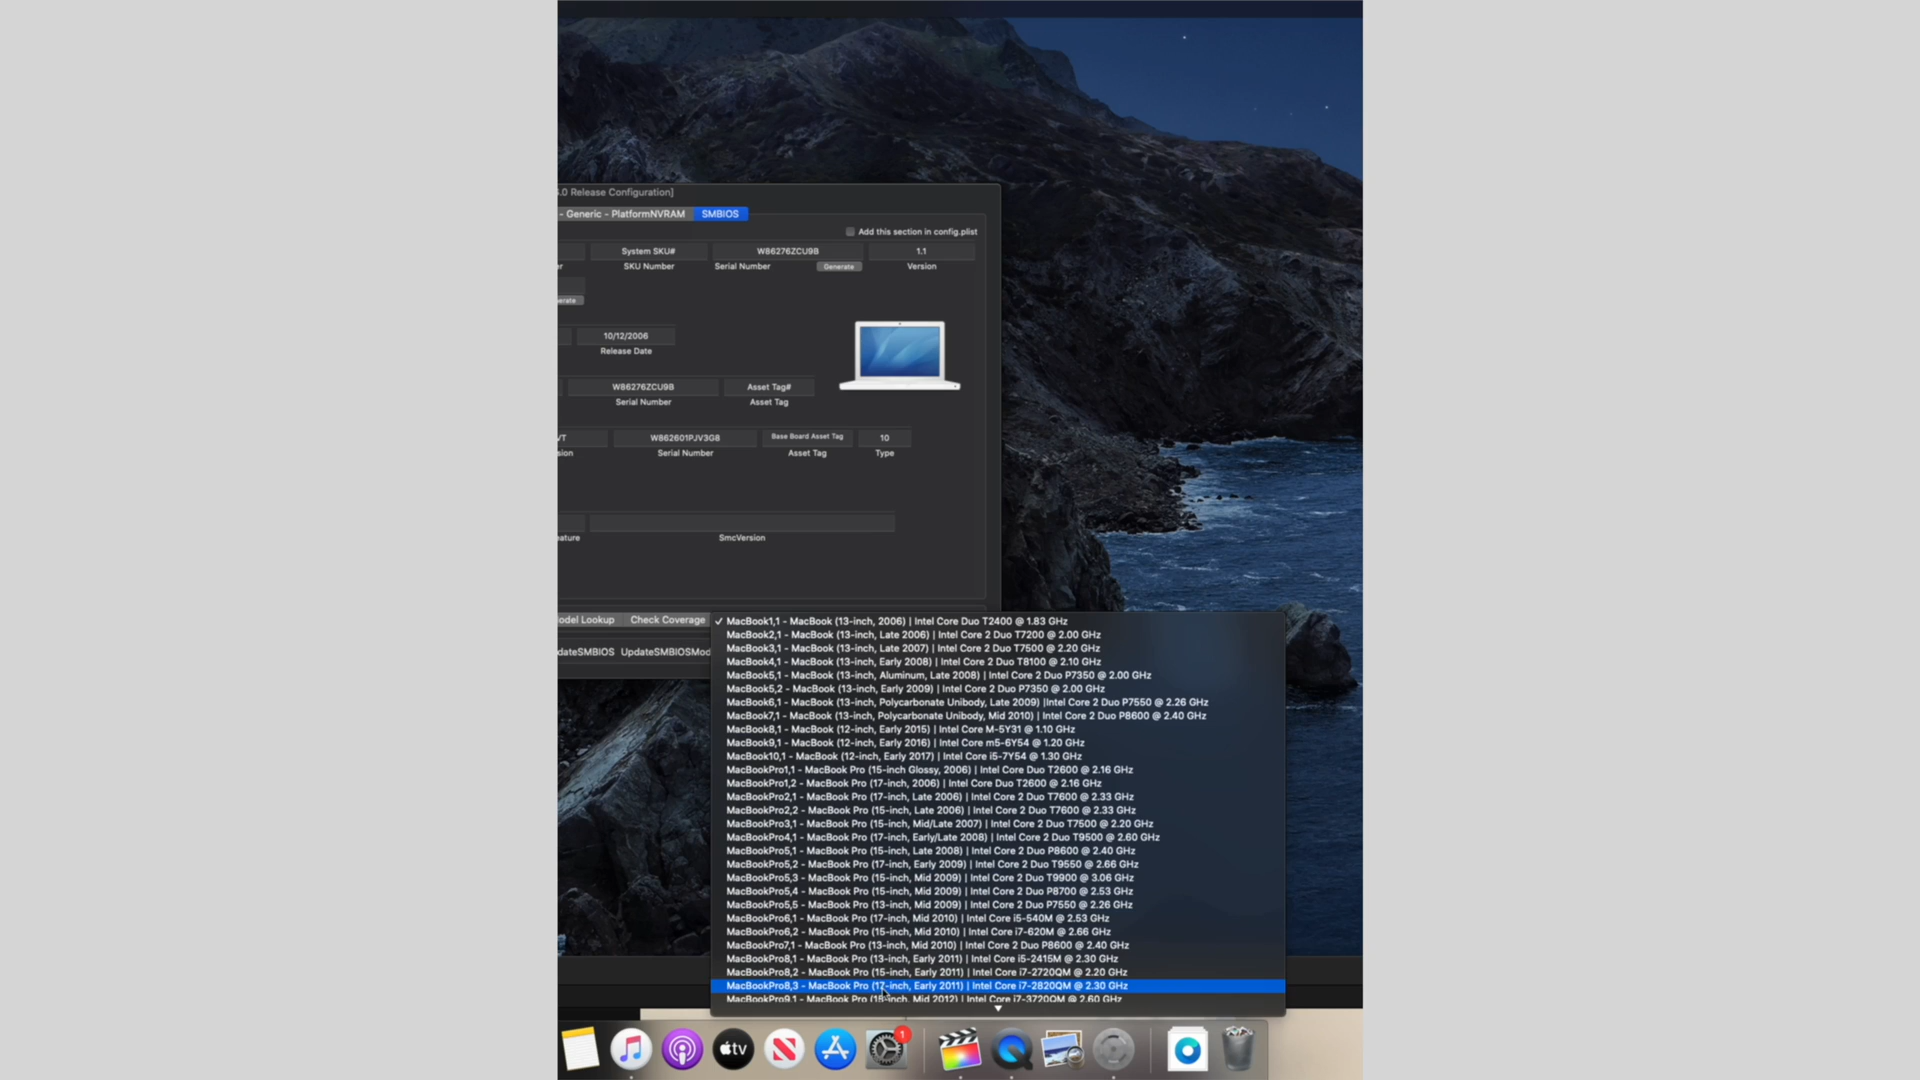 .0 Release Configuration]
- Generic - PlatformNVRAM SMBIOS
Add this section in config.plist
System SKU# W86276ZCU9B 1.1
SKU Number Serial Number Generate Version
erate
10/12/2006
Release Date
W86276ZCU9B Asset Tag#
Serial Number Asset Tag
W862601PJV3G8 Base Board Asset Tag 10
sion Serial Number Asset Tag Type
ature SmcVersion
odel Lookup Check Coverage
dateSMBIOS UpdateSMBIOSMod
✓ MacBook1,1 - MacBook (13-inch, 2006) | Intel Core Duo T2400 @ 1.83 GHz
MacBook2,1 - MacBook (13-inch, Late 2006) | Intel Core 2 Duo T7200 @ 2.00 GHz
MacBook3,1 - MacBook (13-inch, Late 2007) | Intel Core 2 Duo T7500 @ 2.20 GHz
MacBook4,1 - MacBook (13-inch, Early 2008) | Intel Core 2 Duo T8100 @ 2.10 GHz
MacBook5,1 - MacBook (13-inch, Aluminum, Late 2008) | Intel Core 2 Duo P7350 @ 2.00 GHz
MacBook5,2 - MacBook (13-inch, Early 2009) | Intel Core 2 Duo P7350 @ 2.00 GHz
MacBook6,1 - MacBook (13-inch, Polycarbonate Unibody, Late 2009) |Intel Core 2 Duo P7550 @ 2.26 GHz
MacBook7,1 - MacBook (13-inch, Polycarbonate Unibody, Mid 2010) | Intel Core 2 Duo P8600 @ 2.40 GHz
MacBook8,1 - MacBook (12-inch, Early 2015) | Intel Core M-5Y31 @ 1.10 GHz
MacBook9,1 - MacBook (12-inch, Early 2016) | Intel Core m5-6Y54 @ 1.20 GHz
MacBook10,1 - MacBook (12-inch, Early 2017) | Intel Core i5-7Y54 @ 1.30 GHz
MacBookPro1,1 - MacBook Pro (15-inch Glossy, 2006) | Intel Core Duo T2600 @ 2.16 GHz
MacBookPro1,2 - MacBook Pro (17-inch, 2006) | Intel Core Duo T2600 @ 2.16 GHz
MacBookPro2,1 - MacBook Pro (17-inch, Late 2006) | Intel Core 2 Duo T7600 @ 2.33 GHz
MacBookPro2,2 - MacBook Pro (15-inch, Late 2006) | Intel Core 2 Duo T7600 @ 2.33 GHz
MacBookPro3,1 - MacBook Pro (15-inch, Mid/Late 2007) | Intel Core 2 Duo T7500 @ 2.20 GHz
MacBookPro4,1 - MacBook Pro (17-inch, Early/Late 2008) | Intel Core 2 Duo T9500 @ 2.60 GHz
MacBookPro5,1 - MacBook Pro (15-inch, Late 2008) | Intel Core 2 Duo P8600 @ 2.40 GHz
MacBookPro5,2 - MacBook Pro (17-inch, Early 2009) | Intel Core 2 Duo T9550 @ 2.66 GHz
MacBookPro5,3 - MacBook Pro (15-inch, Mid 2009) | Intel Core 2 Duo T9900 @ 3.06 GHz
MacBookPro5,4 - MacBook Pro (15-inch, Mid 2009) | Intel Core 2 Duo P8700 @ 2.53 GHz
MacBookPro5,5 - MacBook Pro (13-inch, Mid 2009) | Intel Core 2 Duo P7550 @ 2.26 GHz
MacBookPro6,1 - MacBook Pro (17-inch, Mid 2010) | Intel Core i5-540M @ 2.53 GHz
MacBookPro6,2 - MacBook Pro (15-inch, Mid 2010) | Intel Core i7-620M @ 2.66 GHz
MacBookPro7,1 - MacBook Pro (13-inch, Mid 2010) | Intel Core 2 Duo P8600 @ 2.40 GHz
MacBookPro8,1 - MacBook Pro (13-inch, Early 2011) | Intel Core i5-2415M @ 2.30 GHz
MacBookPro8,2 - MacBook Pro (15-inch, Early 2011) | Intel Core i7-2720QM @ 2.20 GHz
MacBookPro8,3 - MacBook Pro (17-inch, Early 2011) | Intel Core i7-2820QM @ 2.30 GHz
MacBookPro9,1 - MacBook Pro (15-inch, Mid 2012) | Intel Core i7-3720QM @ 2.60 GHz
tv
1